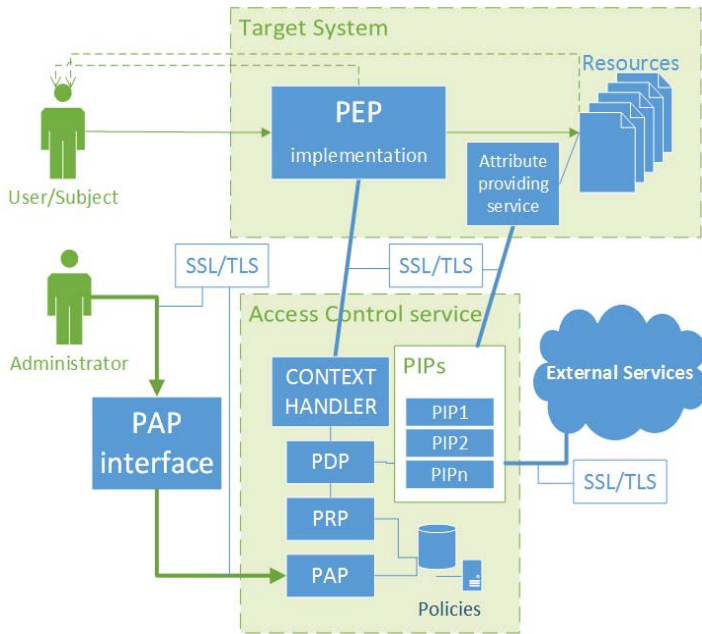 Target System
Resources
PEP
implementation
Attribute
providing
service
User/Subject
SSL/TLS
SSL/TLS
Administrator
Access Control service
CONTEXT
HANDLER
PIPs
External Services
PIP1
PAP
interface
PIP2
PDP
PIPn
SSL/TLS
PRP
PAP
Policies